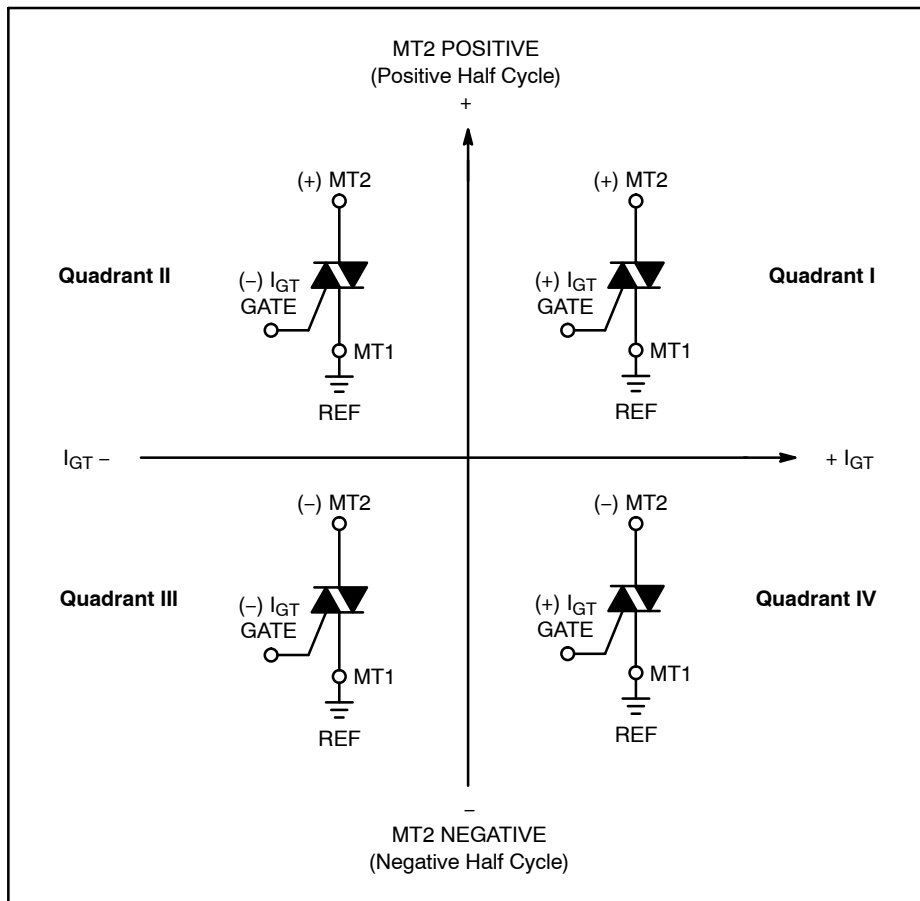 MT2 POSITIVE
(Positive Half Cycle)
+
(+) MT2
(−) I_GT
GATE
MT1
REF
Quadrant II
(+) MT2
(+) I_GT
GATE
MT1
REF
Quadrant I
I_GT −
+ I_GT
(−) MT2
Quadrant III
(−) I_GT
GATE
MT1
REF
(−) MT2
(+) I_GT
GATE
MT1
REF
Quadrant IV
−
MT2 NEGATIVE
(Negative Half Cycle)